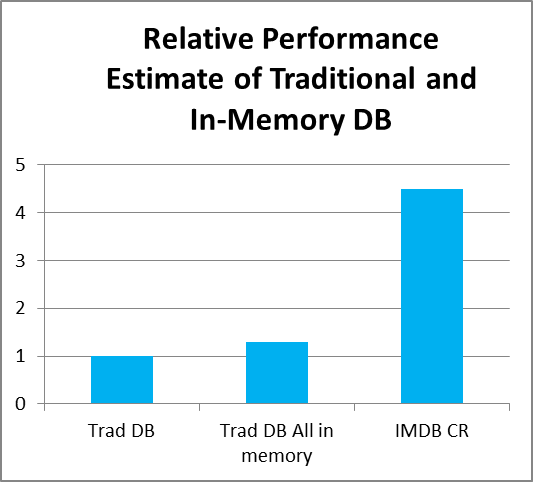 Relative Performance
Estimate of Traditional and
In-Memory DB
5
4
3
2
1
0
Trad DB
Trad DB All in
memory
IMDB CR